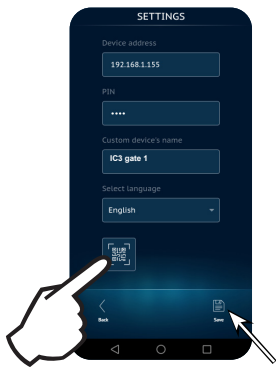 SETTINGS
Device address
192.168.1.155
PIN
••••
Custom device's name
IC3 gate 1
Select language
English
Back
Save